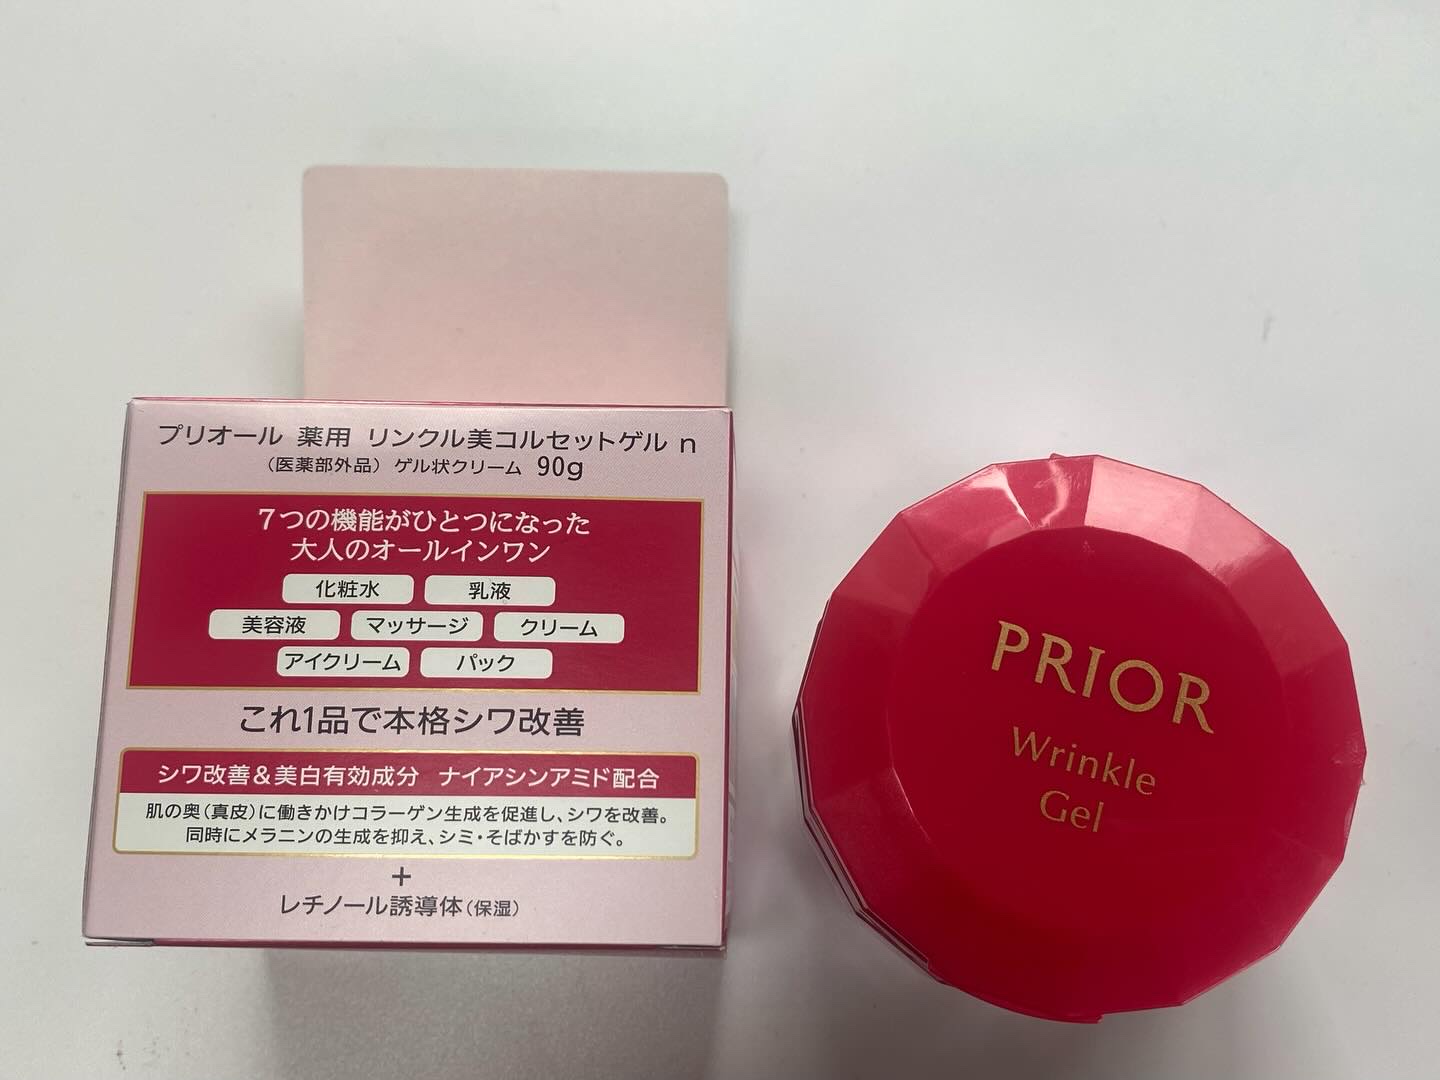 プリオール 薬用 リンクル美コルセットゲル n
（医薬部外品）ゲル状クリーム 90g
7つの機能がひとつになった
大人のオールインワン
化粧水 乳液
美容液 マッサージ クリーム
アイクリーム パック
これ1品で本格シワ改善
シワ改善＆美白有効成分 ナイアシンアミド配合
肌の奥（真皮）に働きかけコラーゲン生成を促進し、シワを改善。
同時にメラニンの生成を抑え、シミ・そばかすを防ぐ。
+
レチノール誘導体（保湿）
PRIOR
Wrinkle
Gel